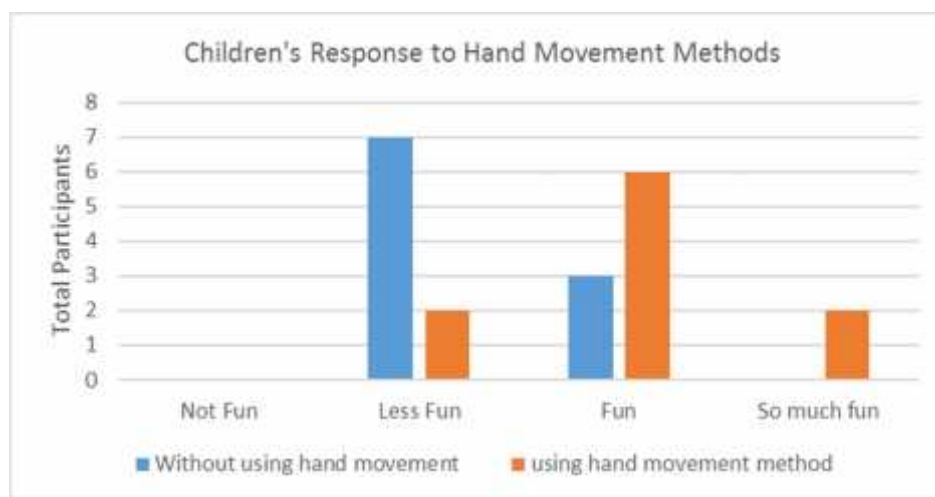 Children's Response to Hand Movement Methods
Total Participants
8
7
6
5
4
3
2
1
0
Not Fun Less Fun Fun So much fun
Without using hand movement using hand movement method